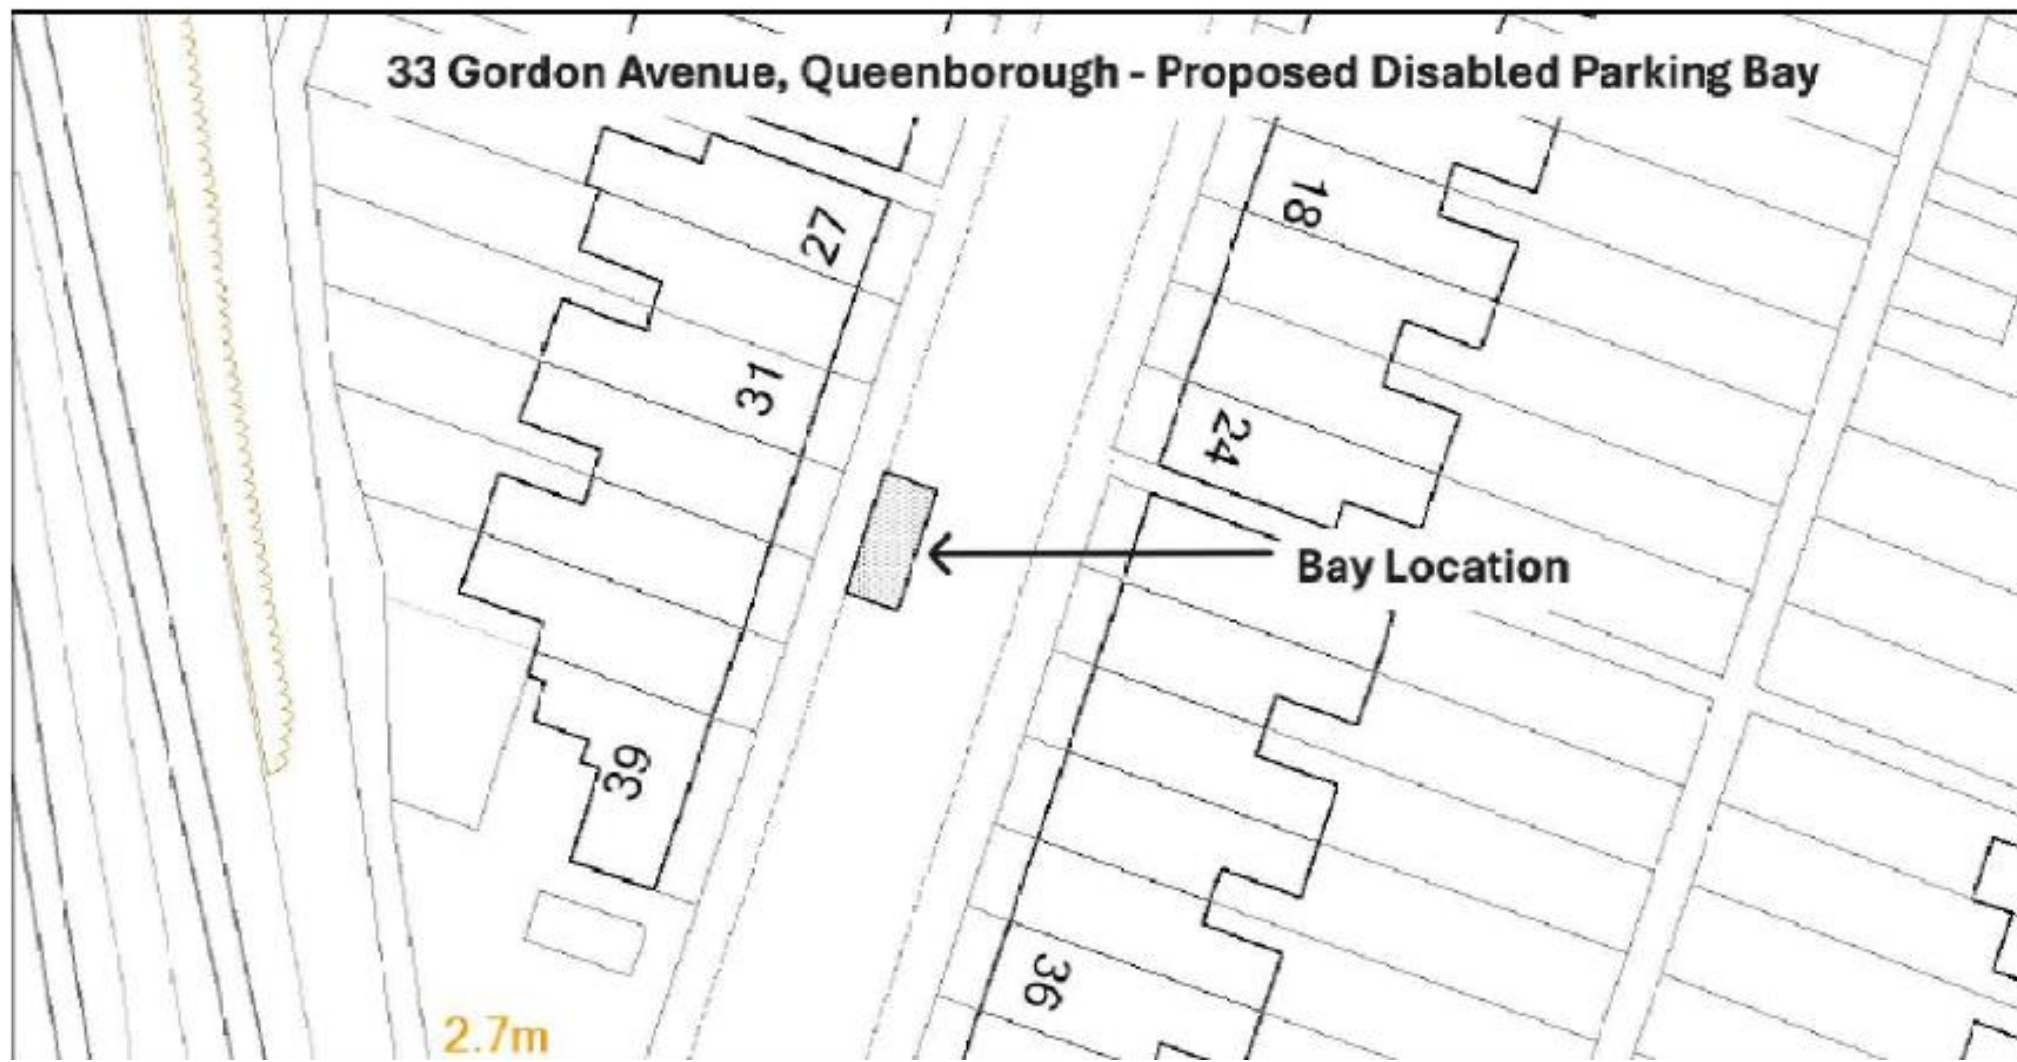 33 Gordon Avenue, Queenborough - Proposed Disabled Parking Bay
27
18
31
24
Bay Location
39
36
2.7m